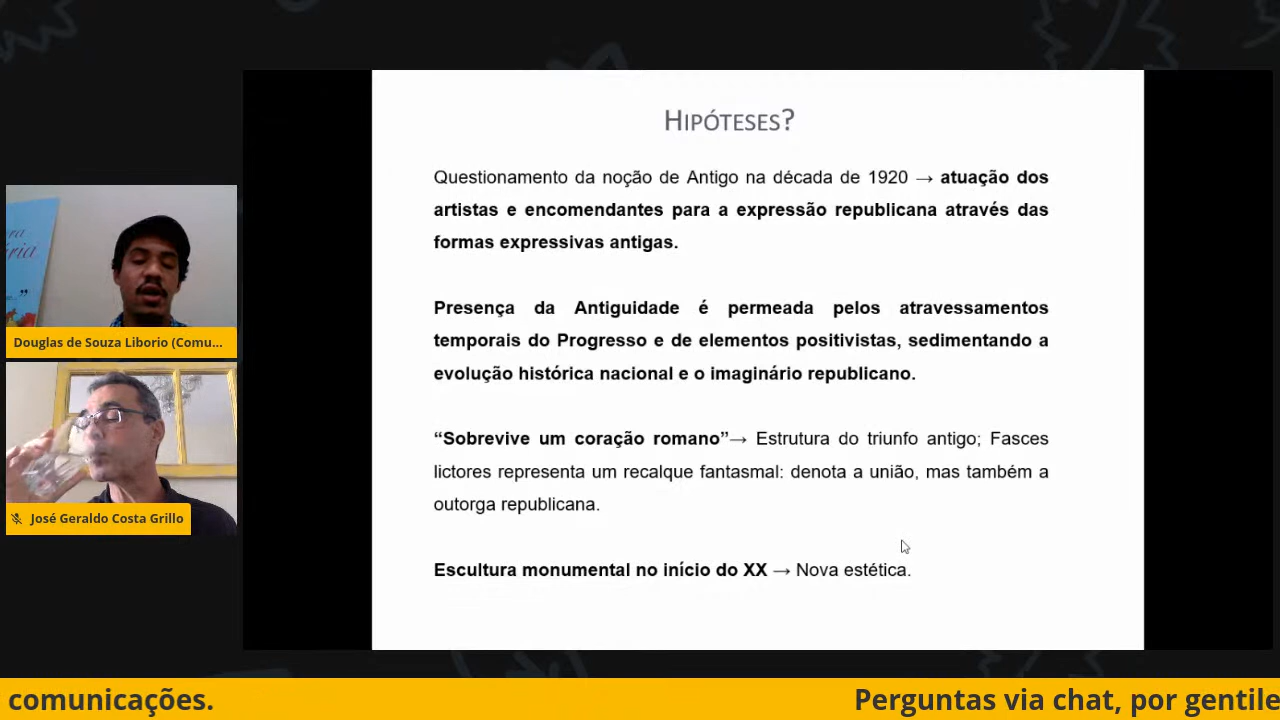 HIPÓTESES?
Questionamento da noção de Antigo na década de 1920 → atuação dos
artistas e encomendantes para a expressão republicana através das
formas expressivas antigas.
Presença da Antiguidade é permeada pelos atravessamentos
temporais do Progresso e de elementos positivistas, sedimentando a
evolução histórica nacional e o imaginário republicano.
“Sobrevive um coração romano”→ Estrutura do triunfo antigo; Fasces
lictores representa um recalque fantasmal: denota a união, mas também a
outorga republicana.
Escultura monumental no início do XX → Nova estética.
Douglas de Souza Liborio (Comu...
José Geraldo Costa Grillo
comunicações.
Perguntas via chat, por gentile